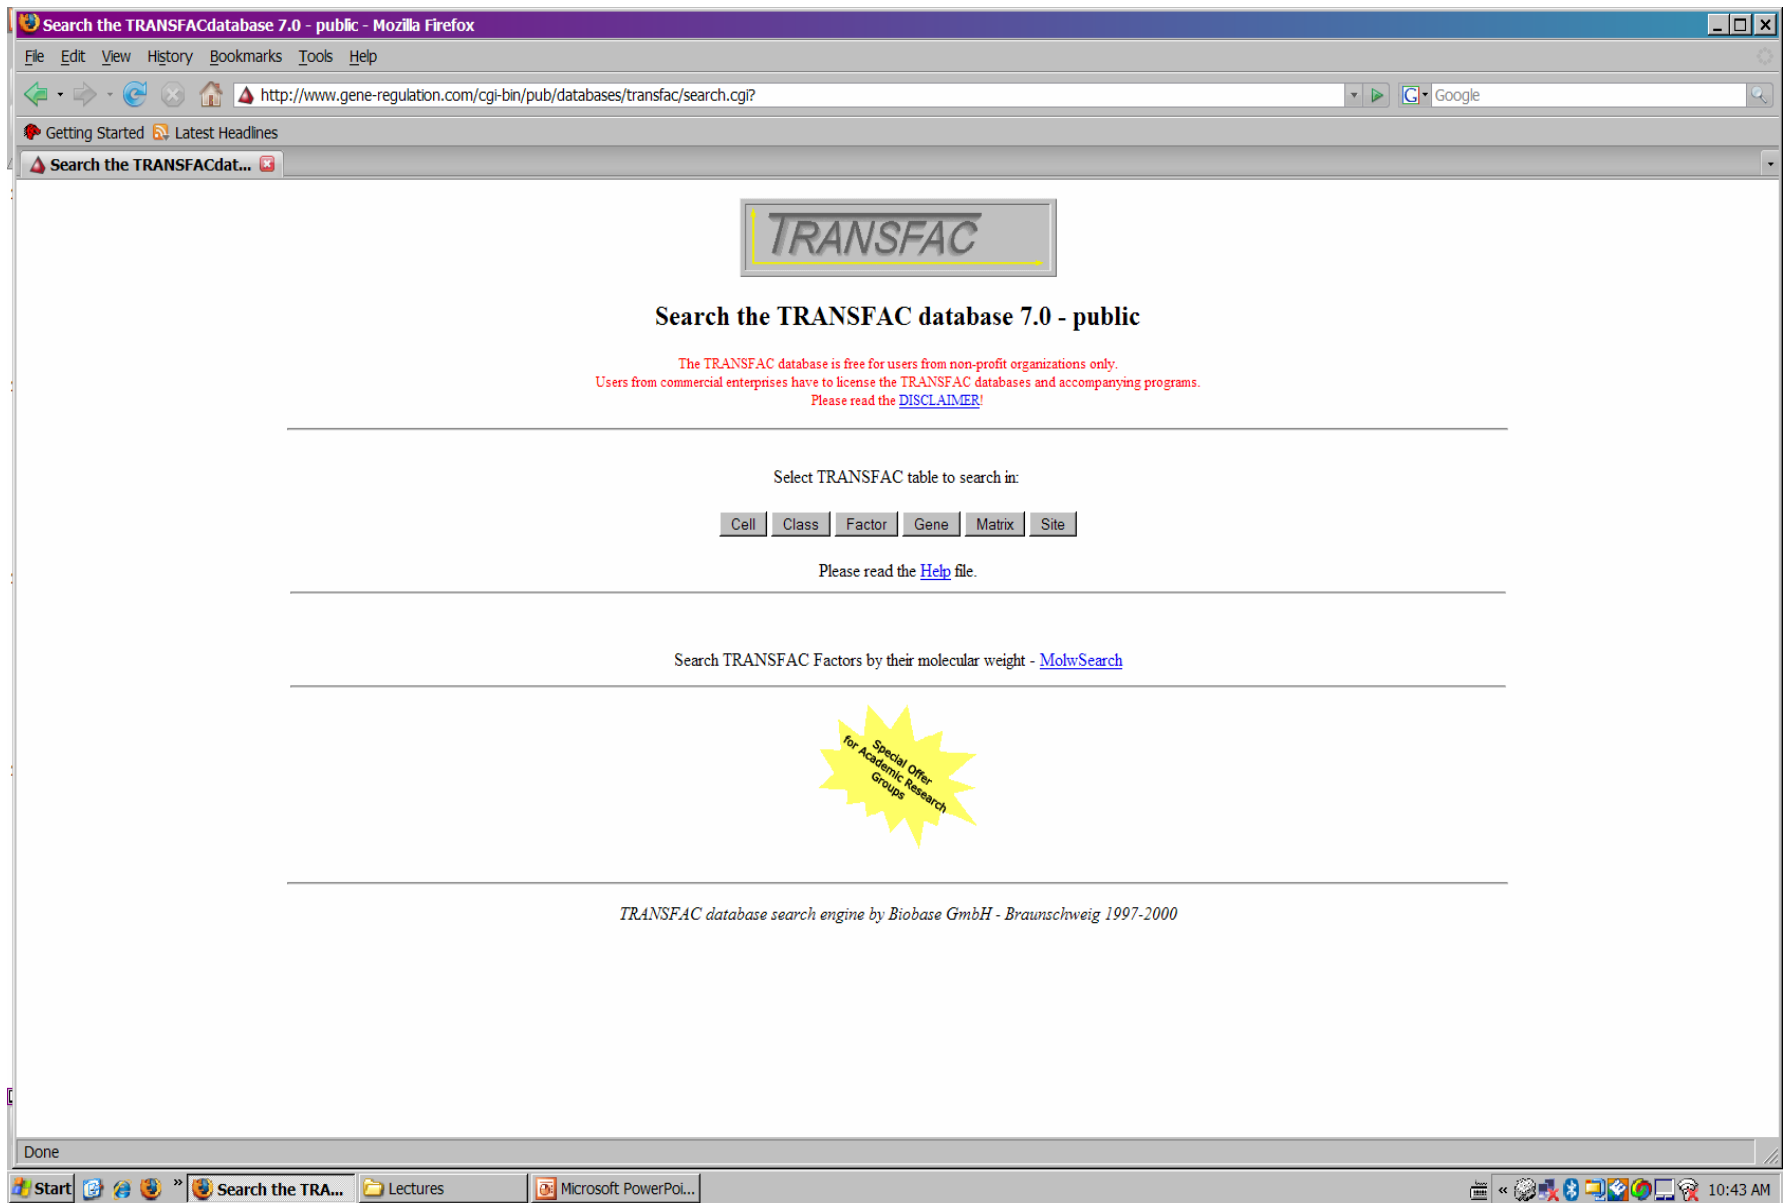 Search the TRANSFACdatabase 7.0 - public - Mozilla Firefox
File Edit View History Bookmarks Tools Help
http://www.gene-regulation.com/cgi-bin/pub/databases/transfac/search.cgi?
G Google
Getting Started Latest Headlines
Search the TRANSFACdat...
TRANSFAC
Search the TRANSFAC database 7.0 - public
The TRANSFAC database is free for users from non-profit organizations only.
Users from commercial enterprises have to license the TRANSFAC databases and accompanying programs.
Please read the DISCLAIMER!
Select TRANSFAC table to search in:
Cell Class Factor Gene Matrix Site
Please read the Help file.
Search TRANSFAC Factors by their molecular weight - MolwSearch
Special Offer
for Academic Research
Groups
TRANSFAC database search engine by Biobase GmbH - Braunschweig 1997-2000
Done
Start » Search the TRA... Lectures Microsoft PowerPoi... « 10:43 AM